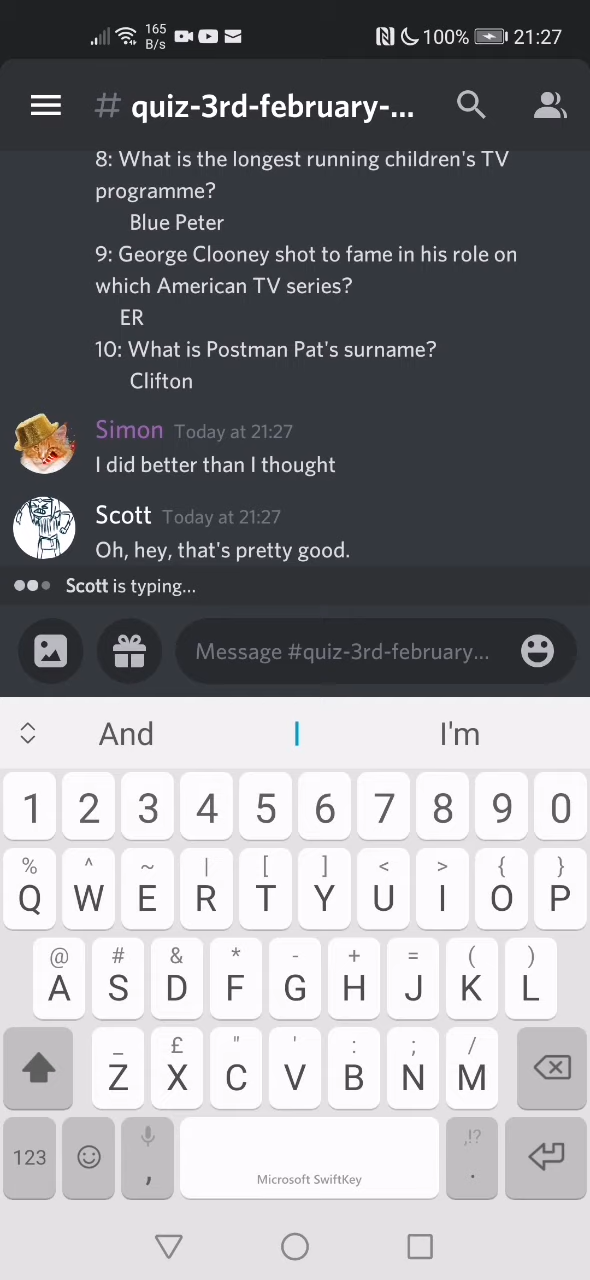 165 B/s 100% 21:27
# quiz-3rd-february-...
8: What is the longest running children's TV
programme?
Blue Peter
9: George Clooney shot to fame in his role on
which American TV series?
ER
10: What is Postman Pat's surname?
Clifton
Simon Today at 21:27
I did better than I thought
Scott Today at 21:27
Oh, hey, that's pretty good.
Scott is typing...
Message #quiz-3rd-february...
And I I'm
1 2 3 4 5 6 7 8 9 0
% ^ ~ | [ ] < > { }
Q W E R T Y U I O P
@ # & * - + = ( )
A S D F G H J K L
_ £ " ' : ; /
Z X C V B N M
,!?
123 , .
Microsoft SwiftKey